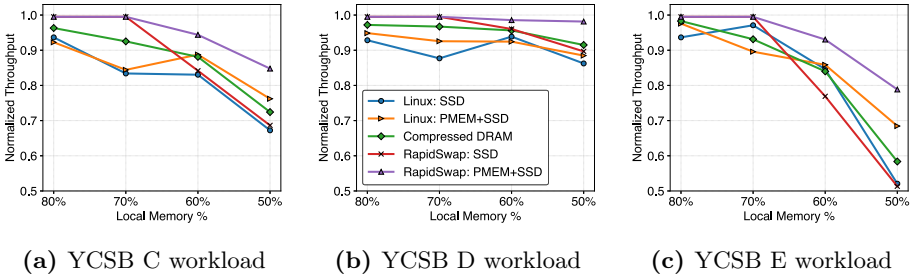 Normalized Throughput
1.0
0.9
0.8
0.7
0.6
0.5
80%
70%
60%
50%
Local Memory %
(a) YCSB C workload
Normalized Throughput
1.0
0.9
0.8
0.7
0.6
0.5
Linux: SSD
Linux: PMEM+SSD
Compressed DRAM
RapidSwap: SSD
RapidSwap: PMEM+SSD
80%
70%
60%
50%
Local Memory %
(b) YCSB D workload
Normalized Throughput
1.0
0.9
0.8
0.7
0.6
0.5
80%
70%
60%
50%
Local Memory %
(c) YCSB E workload